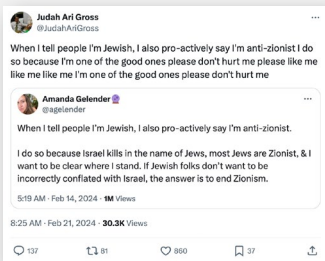 Judah Ari Gross
@JudahAriGross
When I tell people I'm Jewish, I also pro-actively say I'm anti-zionist I do
so because I'm one of the good ones please don't hurt me please like me
like me like me I'm one of the good ones please don't hurt me
Amanda Gelender🔮
@agelender
When I tell people I'm Jewish, I also pro-actively say I'm anti-zionist.
I do so because Israel kills in the name of Jews, most Jews are Zionist, & I
want to be clear where I stand. If Jewish folks don't want to be
incorrectly conflated with Israel, the answer is to end Zionism.
5:19 AM · Feb 14, 2024 · 1M Views
8:25 AM · Feb 21, 2024 · 30.3K Views
137 81 860 37